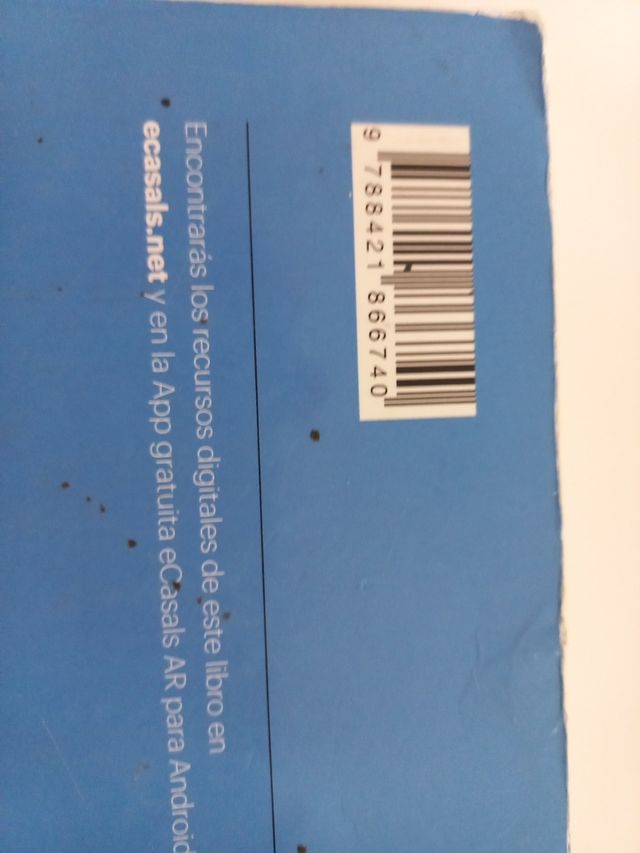 9 788421 866740
Encontrarás los recursos digitales de este libro en
ecasals.net y en la App gratuita eCasals AR para Android